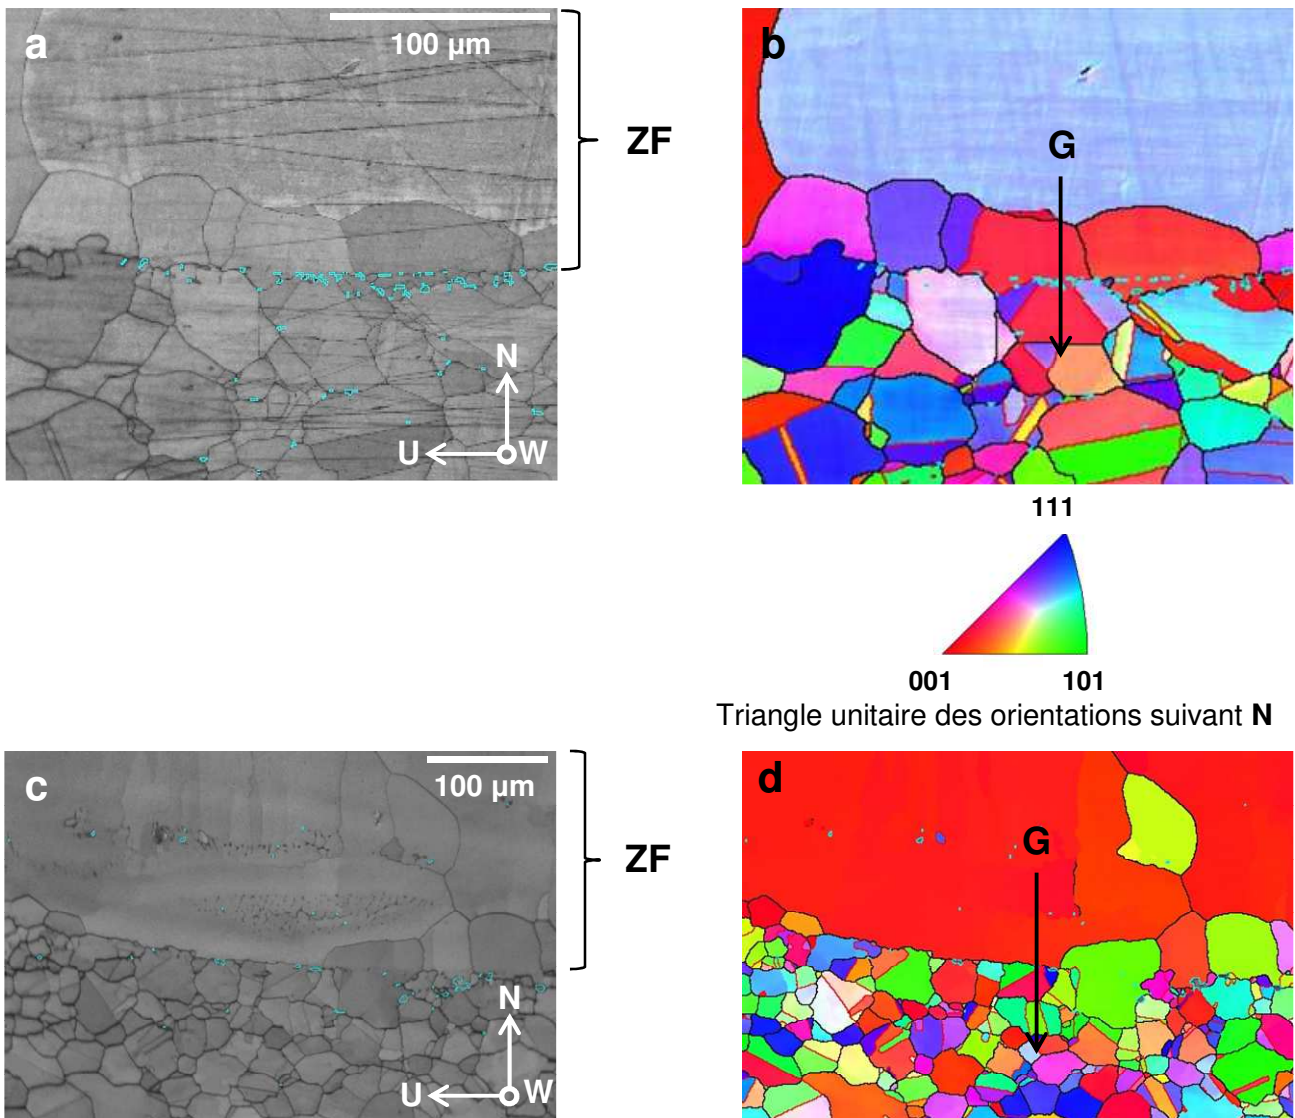 a
100 µm
ZF
N
U
W
b
G
111
001
101
Triangle unitaire des orientations suivant N
c
100 µm
ZF
N
U
W
d
G